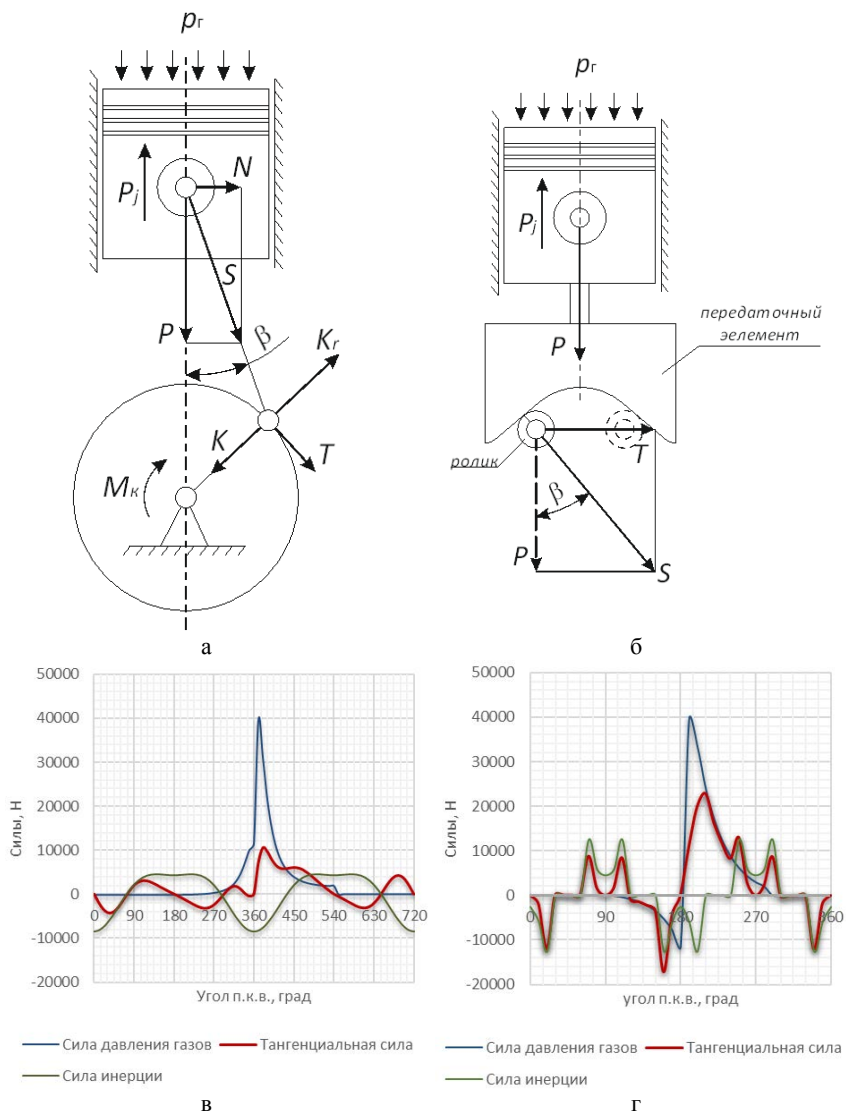 pг
N
Pj
S
P
β
Kr
K
T
Mк
а
pг
Pj
P
передаточный
эелемент
ролик
T
β
P
S
б
50000
40000
30000
20000
10000
0
-10000
-20000
Силы, Н
0 90 180 270 360 450 540 630 720
Угол п.к.в., град
Сила давления газов
Тангенциальная сила
Сила инерции
в
50000
40000
30000
20000
10000
0
-10000
-20000
Силы, Н
0 90 180 270 360
угол п.к.в., град
Сила давления газов
Тангенциальная сила
Сила инерции
г